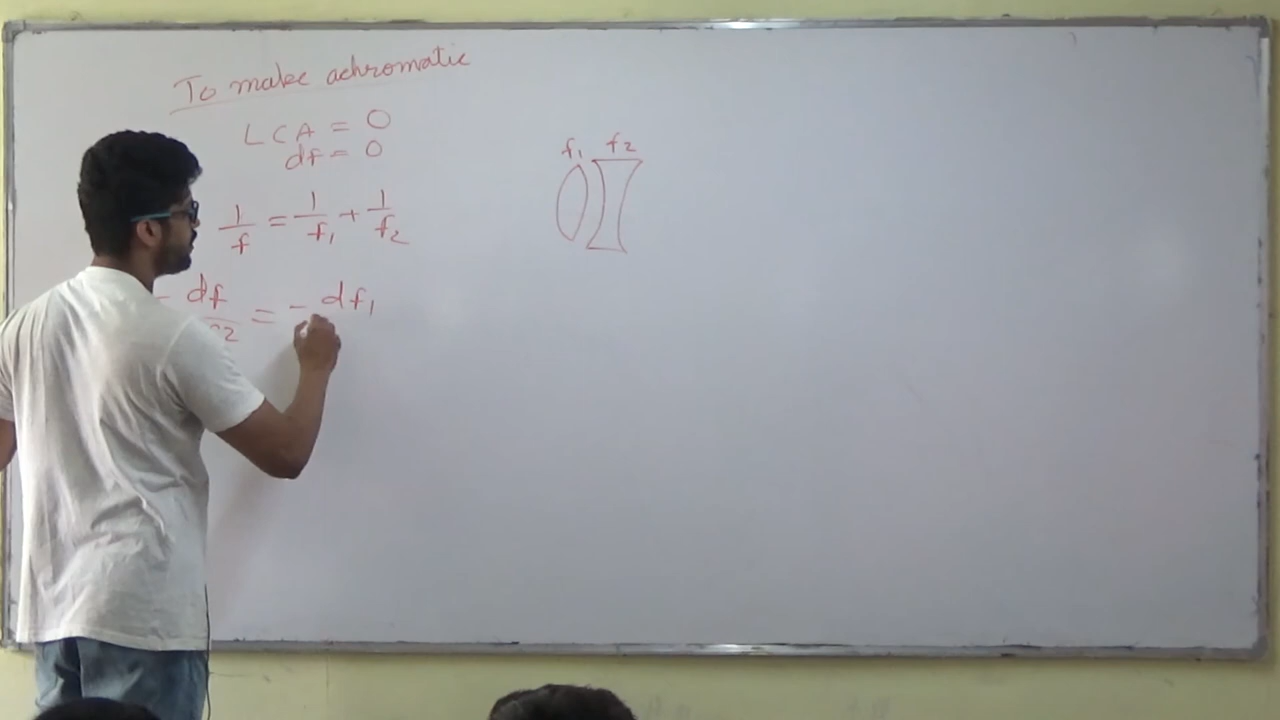 To make achromatic
LCA = 0
df = 0
f₁ f₂
1/f = 1/f₁ + 1/f₂
- df = - df₁